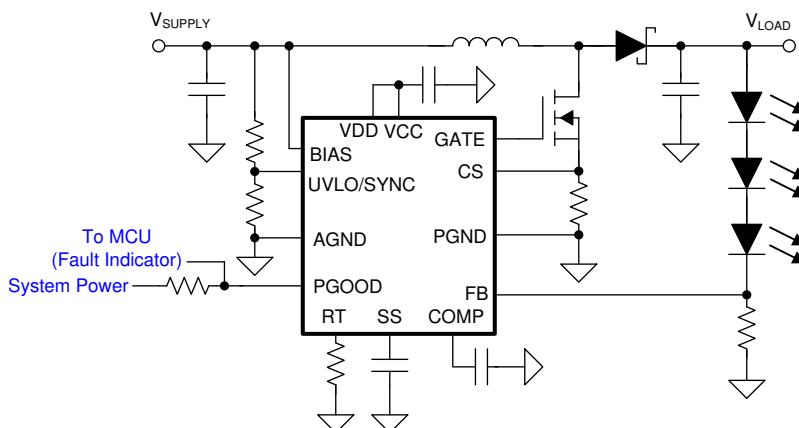 VSUPPLY
VLOAD
VDD VCC
GATE
BIAS
CS
UVLO/SYNC
To MCU
(Fault Indicator)
AGND
PGND
System Power
PGOOD
FB
RT SS COMP